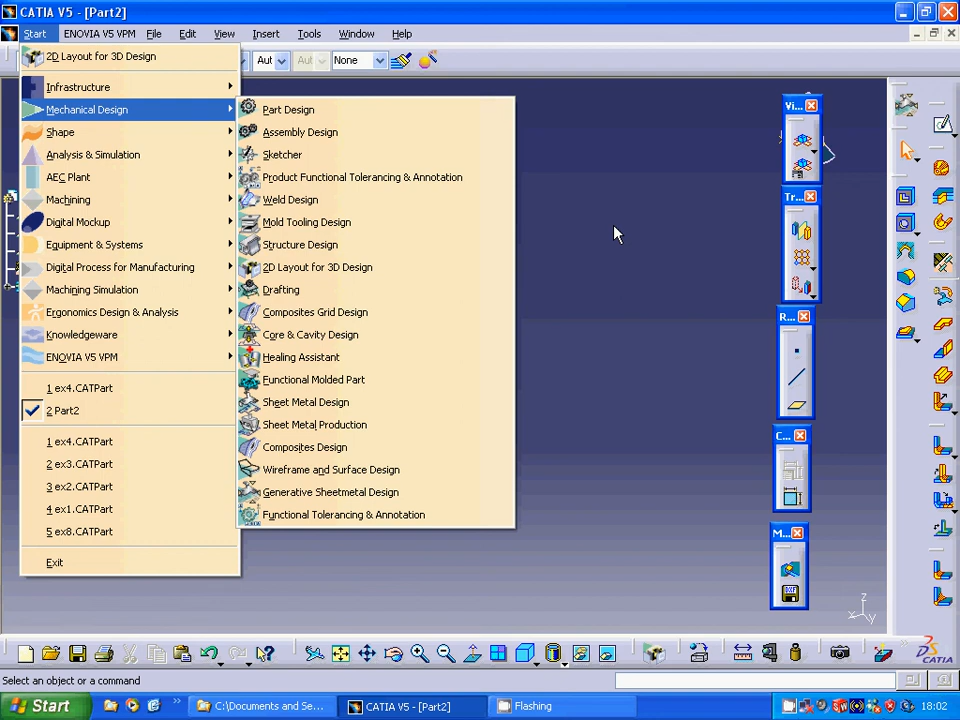 CATIA V5 - [Part2]
Start ENOVIA V5 VPM File Edit View Insert Tools Window Help
Aut Aut None
2D Layout for 3D Design
Infrastructure
Mechanical Design
Shape
Analysis & Simulation
AEC Plant
Machining
Digital Mockup
Equipment & Systems
Digital Process for Manufacturing
Machining Simulation
Ergonomics Design & Analysis
Knowledgeware
ENOVIA V5 VPM
1 ex4.CATPart
2 Part2
1 ex4.CATPart
2 ex3.CATPart
3 ex2.CATPart
4 ex1.CATPart
5 ex8.CATPart
Exit
Part Design
Assembly Design
Sketcher
Product Functional Tolerancing & Annotation
Weld Design
Mold Tooling Design
Structure Design
2D Layout for 3D Design
Drafting
Composites Grid Design
Core & Cavity Design
Healing Assistant
Functional Molded Part
Sheet Metal Design
Sheet Metal Production
Composites Design
Wireframe and Surface Design
Generative Sheetmetal Design
Functional Tolerancing & Annotation
Vi...
Tr...
R...
C...
M...
z
x y
CATIA
Select an object or a command
Start C:\Documents and Se... CATIA V5 - [Part2] Flashing 18:02